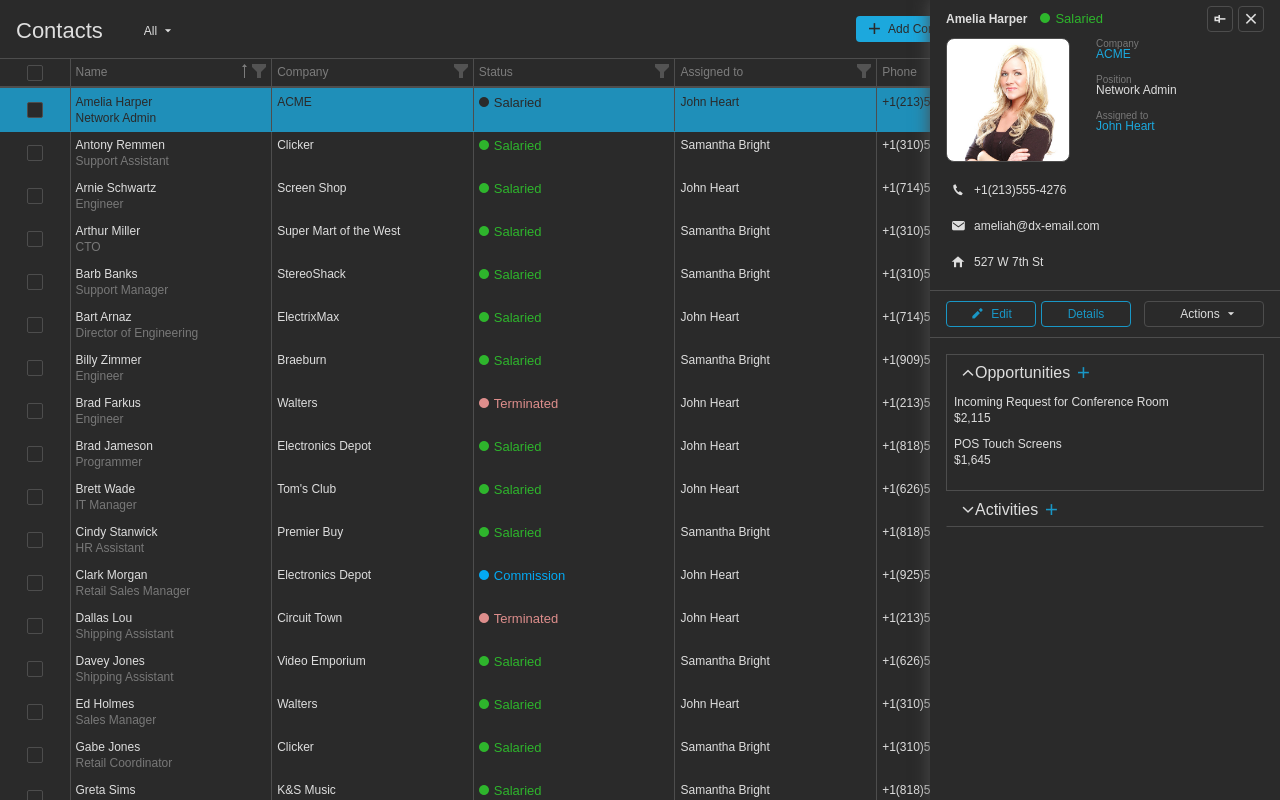 Contacts
All
Add Co
Name
Company
Status
Assigned to
Phone
Amelia Harper
Network Admin
ACME
Salaried
John Heart
+1(213)5
Antony Remmen
Support Assistant
Clicker
Salaried
Samantha Bright
+1(310)5
Arnie Schwartz
Engineer
Screen Shop
Salaried
John Heart
+1(714)5
Arthur Miller
CTO
Super Mart of the West
Salaried
Samantha Bright
+1(310)5
Barb Banks
Support Manager
StereoShack
Salaried
Samantha Bright
+1(310)5
Bart Arnaz
Director of Engineering
ElectrixMax
Salaried
John Heart
+1(714)5
Billy Zimmer
Engineer
Braeburn
Salaried
Samantha Bright
+1(909)5
Brad Farkus
Engineer
Walters
Terminated
John Heart
+1(213)5
Brad Jameson
Programmer
Electronics Depot
Salaried
John Heart
+1(818)5
Brett Wade
IT Manager
Tom's Club
Salaried
John Heart
+1(626)5
Cindy Stanwick
HR Assistant
Premier Buy
Salaried
Samantha Bright
+1(818)5
Clark Morgan
Retail Sales Manager
Electronics Depot
Commission
John Heart
+1(925)5
Dallas Lou
Shipping Assistant
Circuit Town
Terminated
John Heart
+1(213)5
Davey Jones
Shipping Assistant
Video Emporium
Salaried
Samantha Bright
+1(626)5
Ed Holmes
Sales Manager
Walters
Salaried
John Heart
+1(310)5
Gabe Jones
Retail Coordinator
Clicker
Salaried
Samantha Bright
+1(310)5
Greta Sims
K&S Music
Salaried
Samantha Bright
+1(818)5
Amelia Harper
Salaried
Company
ACME
Position
Network Admin
Assigned to
John Heart
+1(213)555-4276
ameliah@dx-email.com
527 W 7th St
Edit
Details
Actions
Opportunities
Incoming Request for Conference Room
$2,115
POS Touch Screens
$1,645
Activities